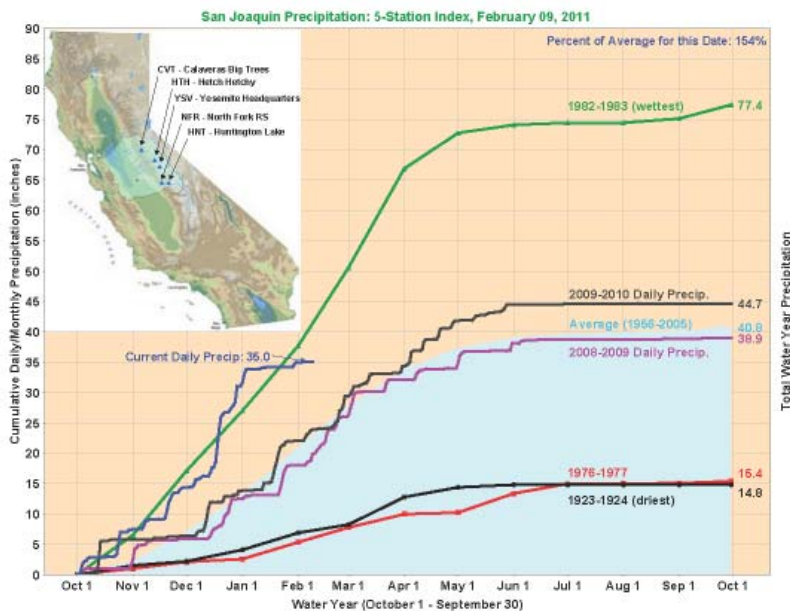 San Joaquin Precipitation: 5-Station Index, February 09, 2011
Percent of Average for this Date: 154%
Cumulative Daily/Monthly Precipitation (inches)
90
85
80
75
70
65
60
55
50
45
40
35
30
25
20
15
10
5
0
CVT - Calaveras Big Trees
HTH - Hetch Hetchy
YSV - Yosemite Headquarters
NFR - North Fork RS
HNT - Huntington Lake
1982-1983 (wettest)
77.4
2009-2010 Daily Precip.
44.7
Average (1956-2005)
40.8
2008-2009 Daily Precip.
38.9
Current Daily Precip: 35.0
1976-1977
15.4
1923-1924 (driest)
14.8
Total Water Year Precipitation
Oct 1 Nov 1 Dec 1 Jan 1 Feb 1 Mar 1 Apr 1 May 1 Jun 1 Jul 1 Aug 1 Sep 1 Oct 1
Water Year (October 1 - September 30)